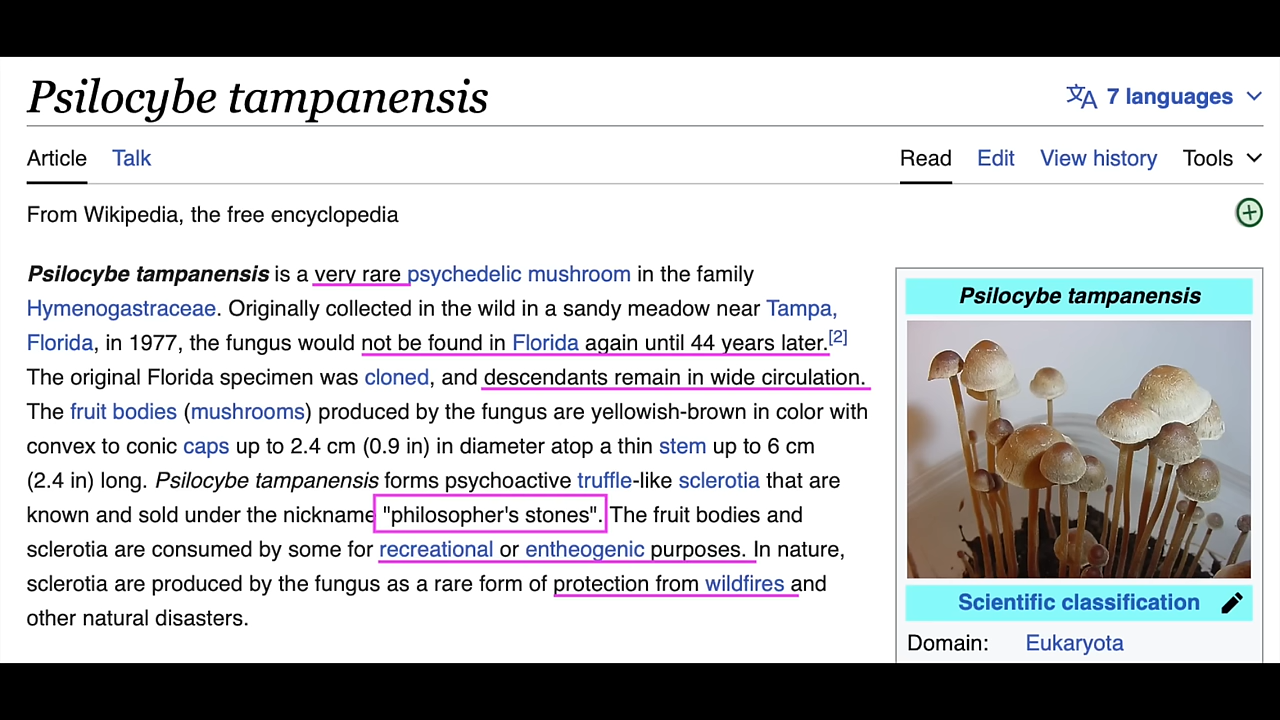 Psilocybe tampanensis
7 languages
Article Talk Read Edit View history Tools
From Wikipedia, the free encyclopedia
Psilocybe tampanensis is a very rare psychedelic mushroom in the family
Hymenogastraceae. Originally collected in the wild in a sandy meadow near Tampa,
Florida, in 1977, the fungus would not be found in Florida again until 44 years later.[2]
The original Florida specimen was cloned, and descendants remain in wide circulation.
The fruit bodies (mushrooms) produced by the fungus are yellowish-brown in color with
convex to conic caps up to 2.4 cm (0.9 in) in diameter atop a thin stem up to 6 cm
(2.4 in) long. Psilocybe tampanensis forms psychoactive truffle-like sclerotia that are
known and sold under the nickname "philosopher's stones". The fruit bodies and
sclerotia are consumed by some for recreational or entheogenic purposes. In nature,
sclerotia are produced by the fungus as a rare form of protection from wildfires and
other natural disasters.
Psilocybe tampanensis
Scientific classification
Domain: Eukaryota